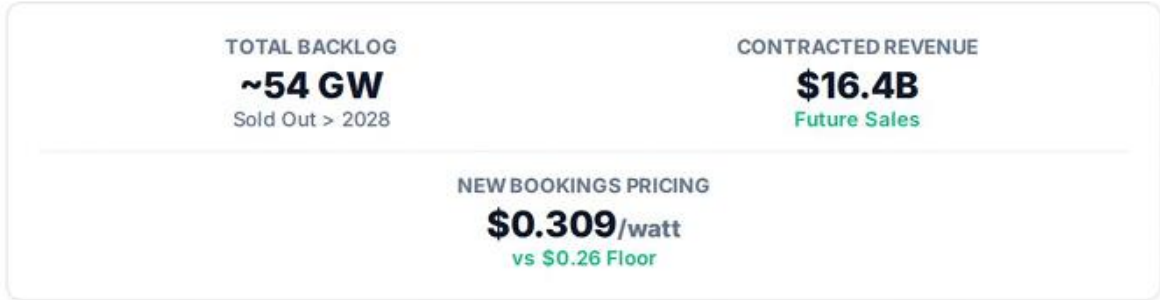 TOTAL BACKLOG
~54 GW
Sold Out > 2028
CONTRACTED REVENUE
$16.4B
Future Sales
NEW BOOKINGS PRICING
$0.309/watt
vs $0.26 Floor